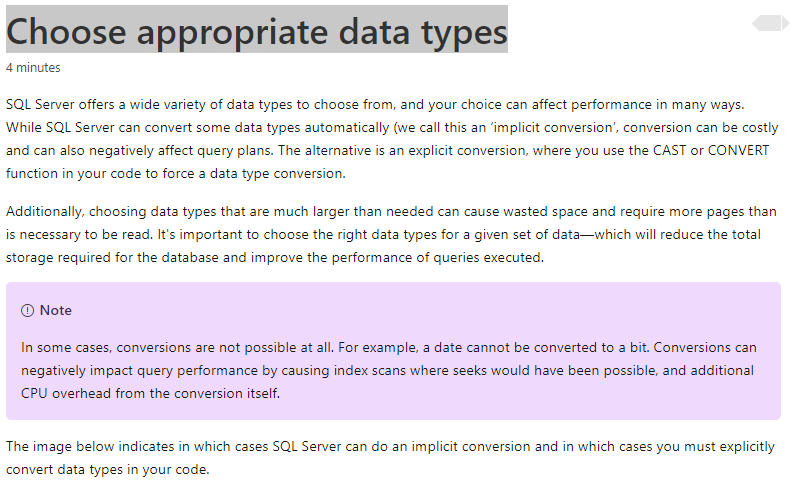 Choose appropriate data types
4 minutes
SQL Server offers a wide variety of data types to choose from, and your choice can affect performance in many ways.
While SQL Server can convert some data types automatically (we call this an ‘implicit conversion’, conversion can be costly
and can also negatively affect query plans. The alternative is an explicit conversion, where you use the CAST or CONVERT
function in your code to force a data type conversion.
Additionally, choosing data types that are much larger than needed can cause wasted space and require more pages than
is necessary to be read. It's important to choose the right data types for a given set of data—which will reduce the total
storage required for the database and improve the performance of queries executed.
Note
In some cases, conversions are not possible at all. For example, a date cannot be converted to a bit. Conversions can
negatively impact query performance by causing index scans where seeks would have been possible, and additional
CPU overhead from the conversion itself.
The image below indicates in which cases SQL Server can do an implicit conversion and in which cases you must explicitly
convert data types in your code.